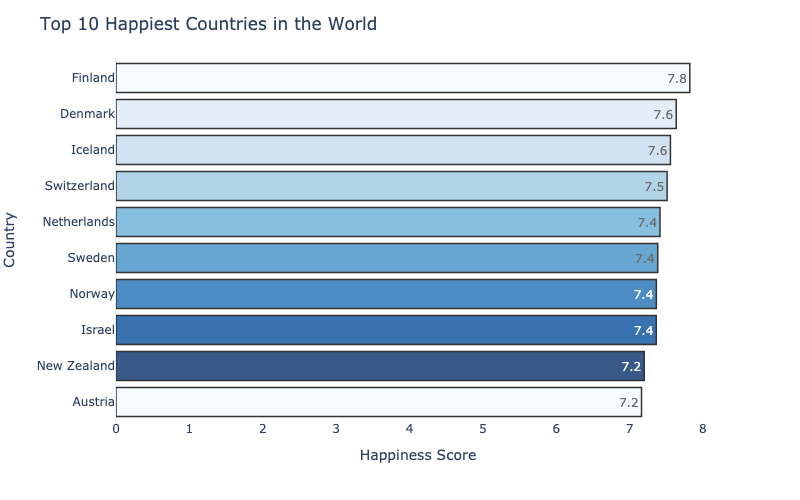 Top 10 Happiest Countries in the World
Finland 7.8
Denmark 7.6
Iceland 7.6
Switzerland 7.5
Netherlands 7.4
Sweden 7.4
Norway 7.4
Israel 7.4
New Zealand 7.2
Austria 7.2
0 1 2 3 4 5 6 7 8
Happiness Score
Country